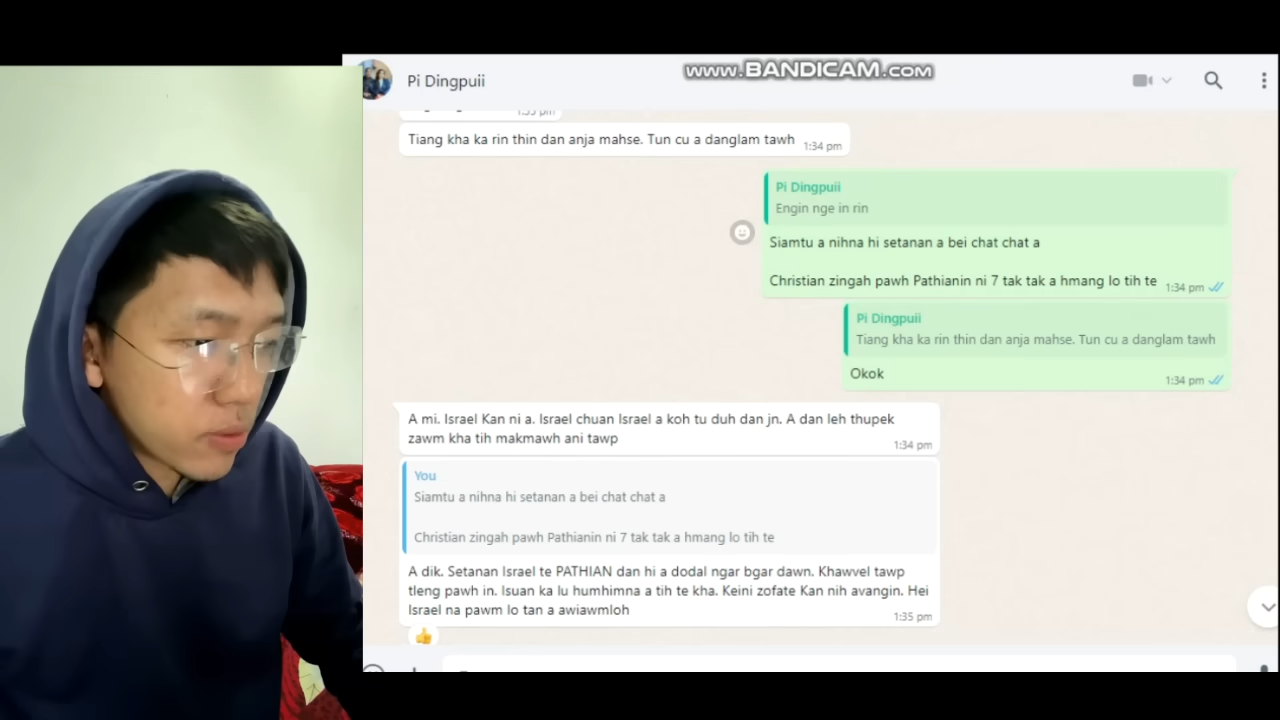 www.BANDICAM.com
Pi Dingpuii
Tiang kha ka rin thin dan anja mahse. Tun cu a danglam tawh
1:34 pm
Pi Dingpuii
Engin nge in rin
Siamtu a nihna hi setanan a bei chat chat a
Christian zingah pawh Pathianin ni 7 tak tak a hmang lo tih te
1:34 pm
Pi Dingpuii
Tiang kha ka rin thin dan anja mahse. Tun cu a danglam tawh
Okok
1:34 pm
A mi. Israel Kan ni a. Israel chuan Israel a koh tu duh dan jn. A dan leh thupek
zawm kha tih makmawh ani tawp
1:34 pm
You
Siamtu a nihna hi setanan a bei chat chat a
Christian zingah pawh Pathianin ni 7 tak tak a hmang lo tih te
A dik. Setanan Israel te PATHIAN dan hi a dodal ngar bgar dawn. Khawvel tawp
tleng pawh in. Isuan ka lu humhimna a tih te kha. Keini zofate Kan nih avangin. Hei
Israel na pawm lo tan a awiawmloh
1:35 pm